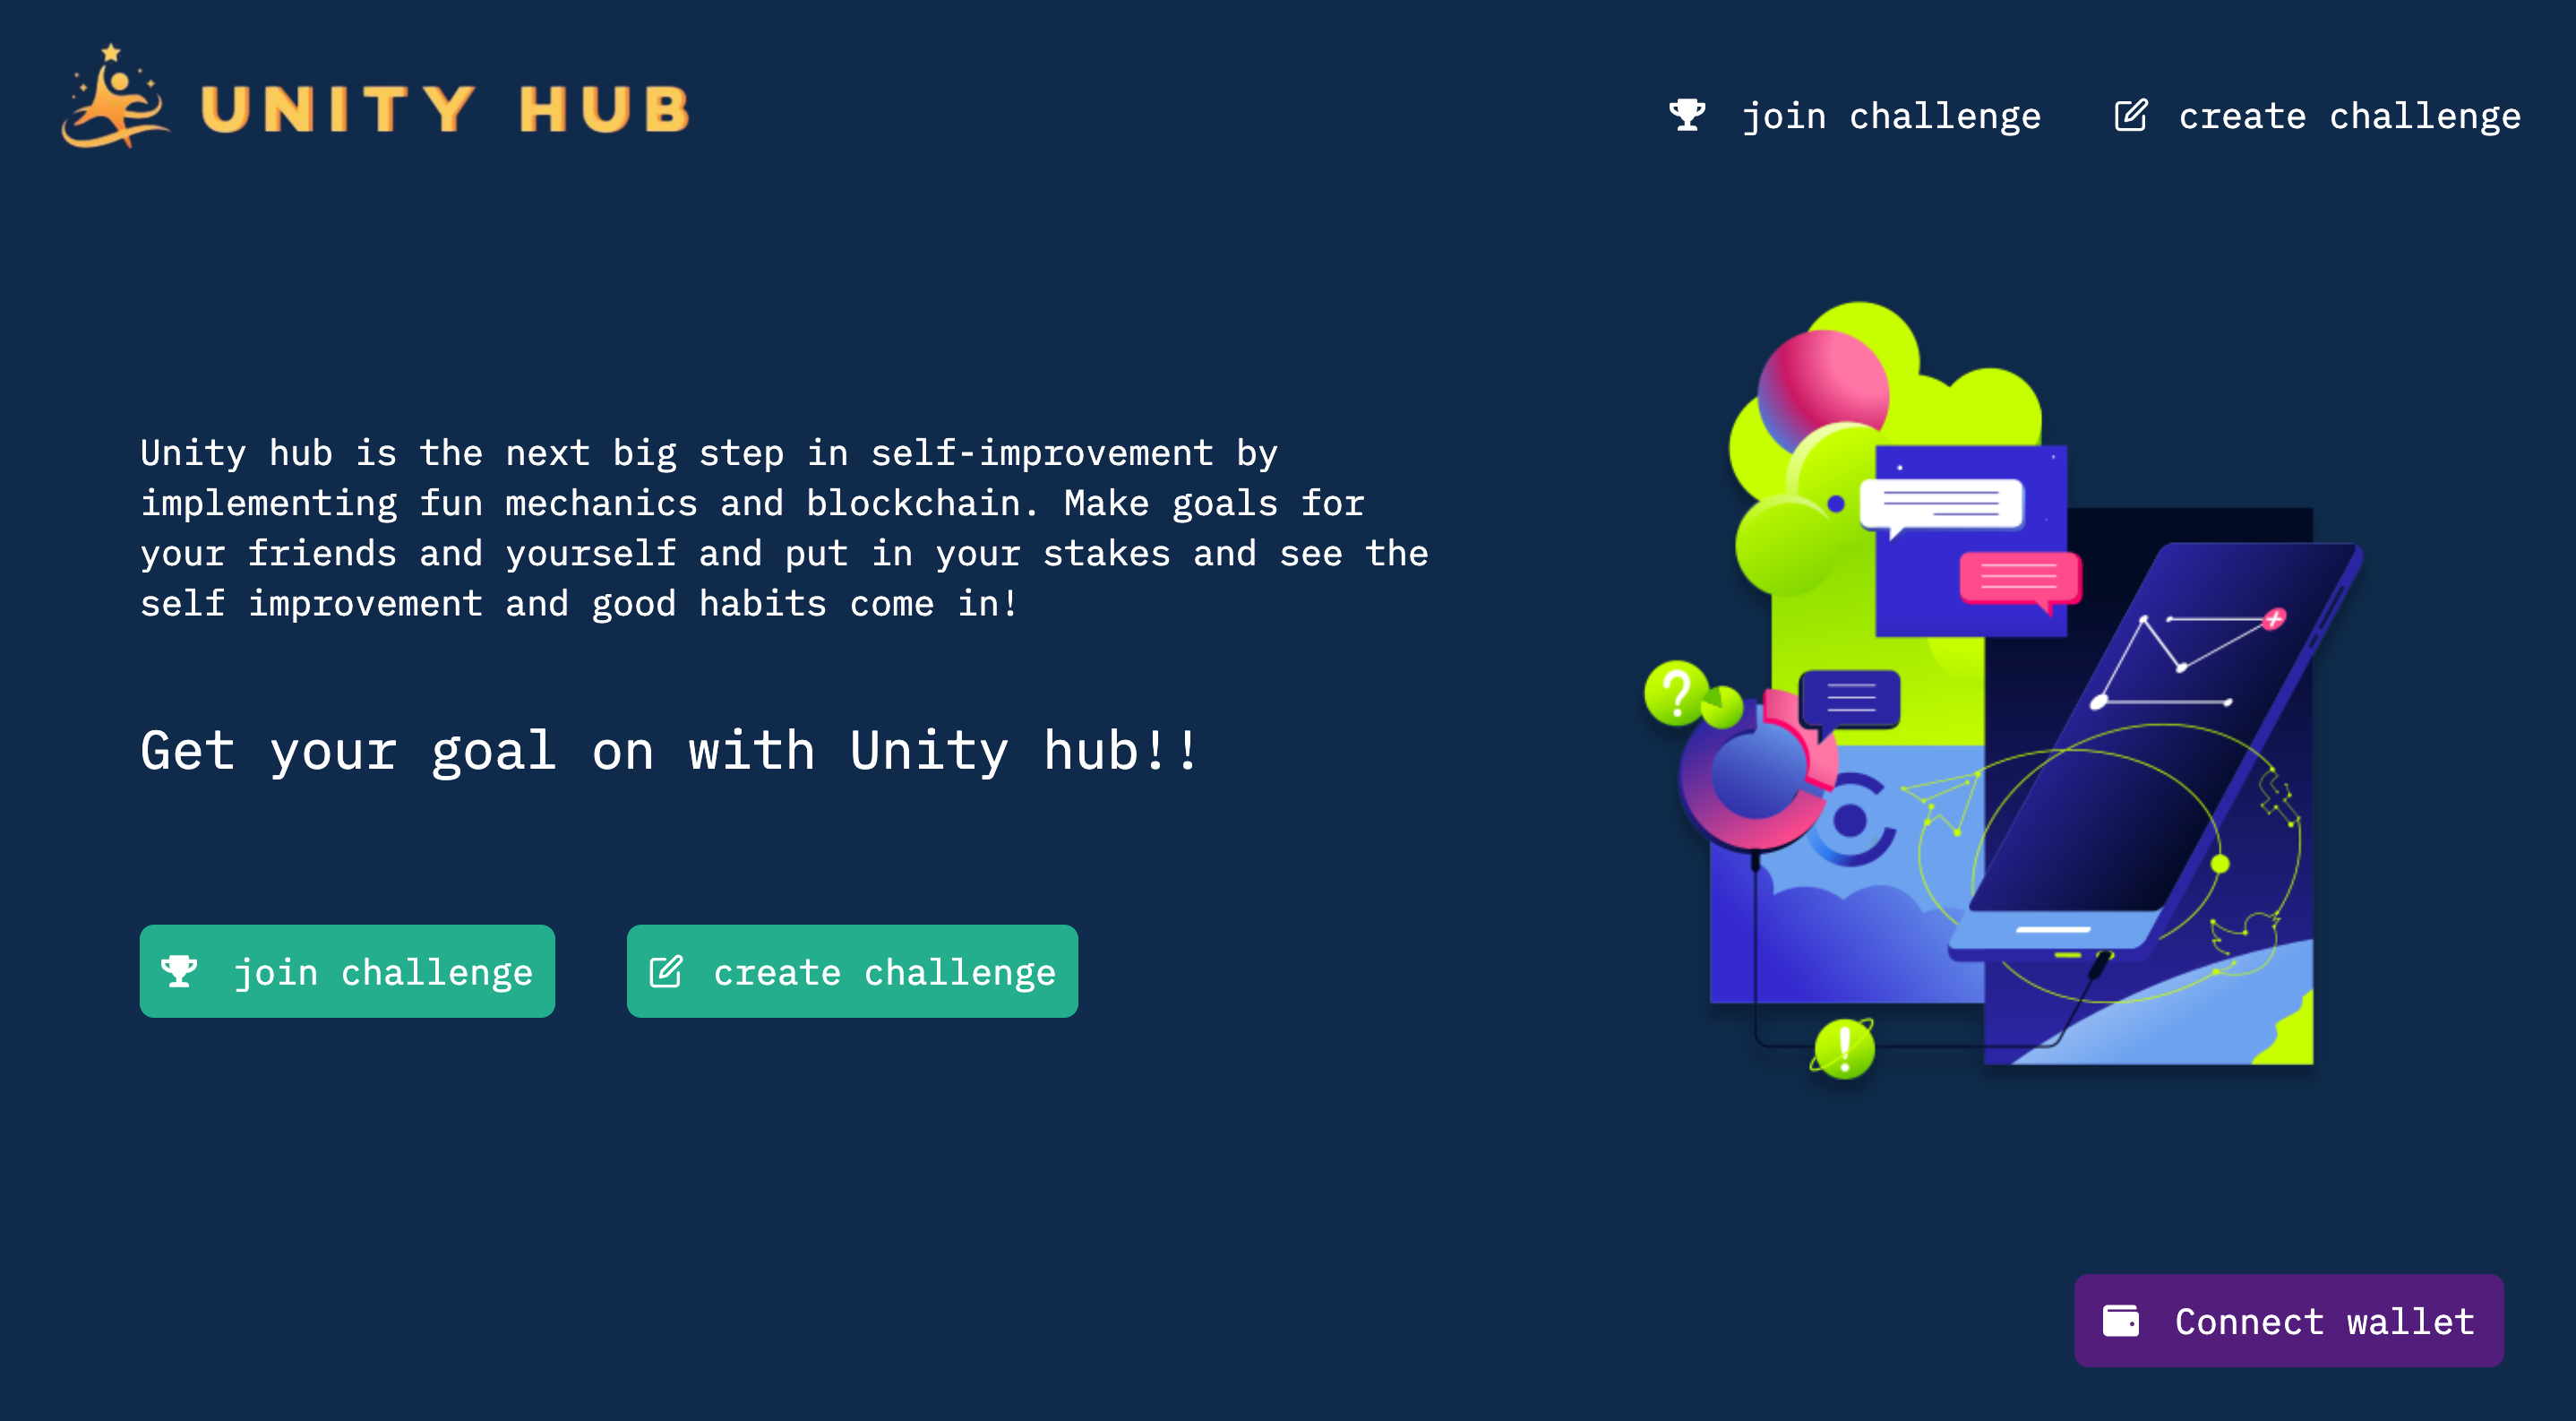 UNITY HUB
join challenge
create challenge
Unity hub is the next big step in self-improvement by
implementing fun mechanics and blockchain. Make goals for
your friends and yourself and put in your stakes and see the
self improvement and good habits come in!
Get your goal on with Unity hub!!
join challenge
create challenge
?
!
Connect wallet